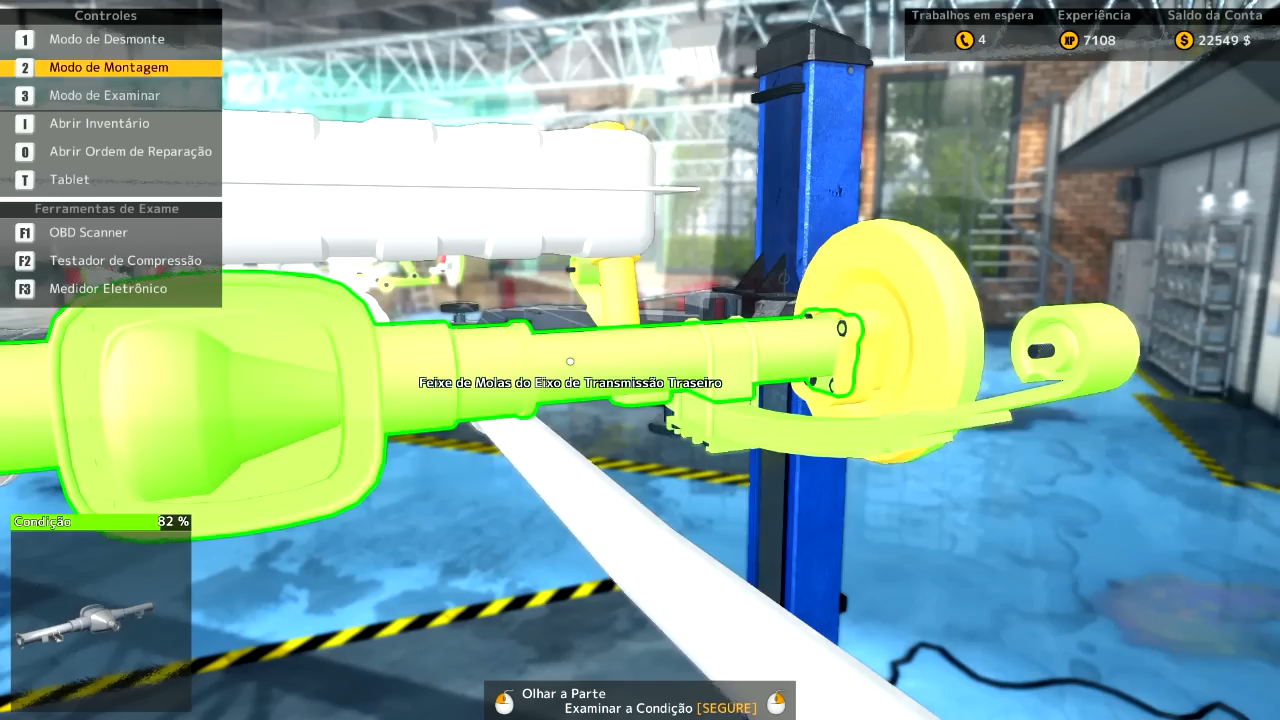 Controles
1 Modo de Desmonte
2 Modo de Montagem
3 Modo de Examinar
I Abrir Inventário
O Abrir Ordem de Reparação
T Tablet
Ferramentas de Exame
F1 OBD Scanner
F2 Testador de Compressão
F3 Medidor Eletrônico
Trabalhos em espera Experiência Saldo da Conta
4 XP 7108 $ 22549 $
Feixe de Molas do Eixo de Transmissão Traseiro
Condição 82 %
Olhar a Parte
Examinar a Condição [SEGURE]